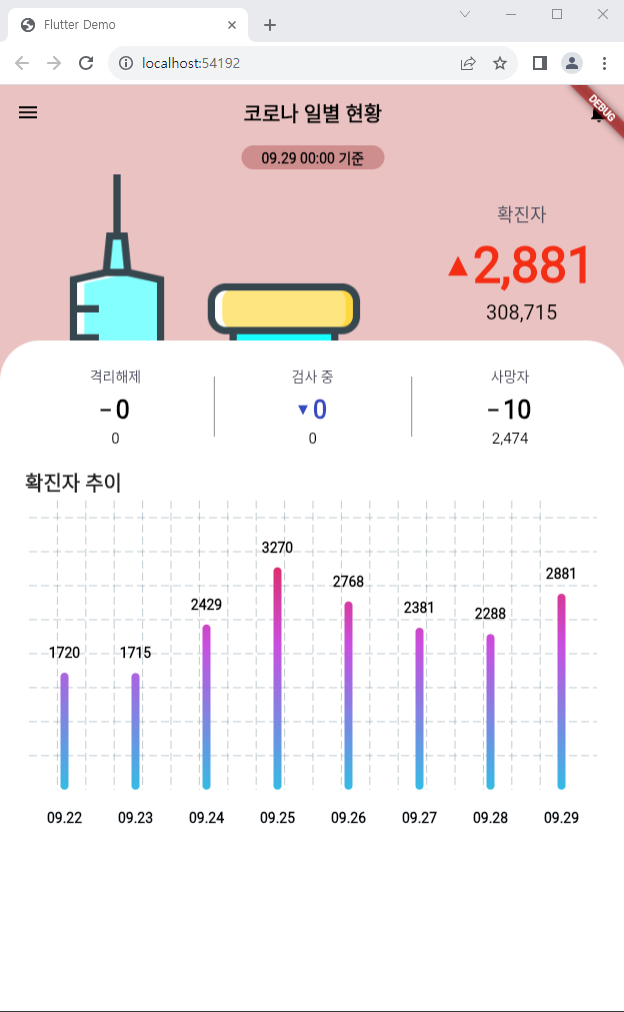 Flutter Demo
localhost:54192
DEBUG
코로나 일별 현황
09.29 00:00 기준
확진자
▲2,881
308,715
격리해제 검사 중 사망자
-0 ▼0 -10
0 0 2,474
확진자 추이
1720 1715 2429 3270 2768 2381 2288 2881
09.22 09.23 09.24 09.25 09.26 09.27 09.28 09.29